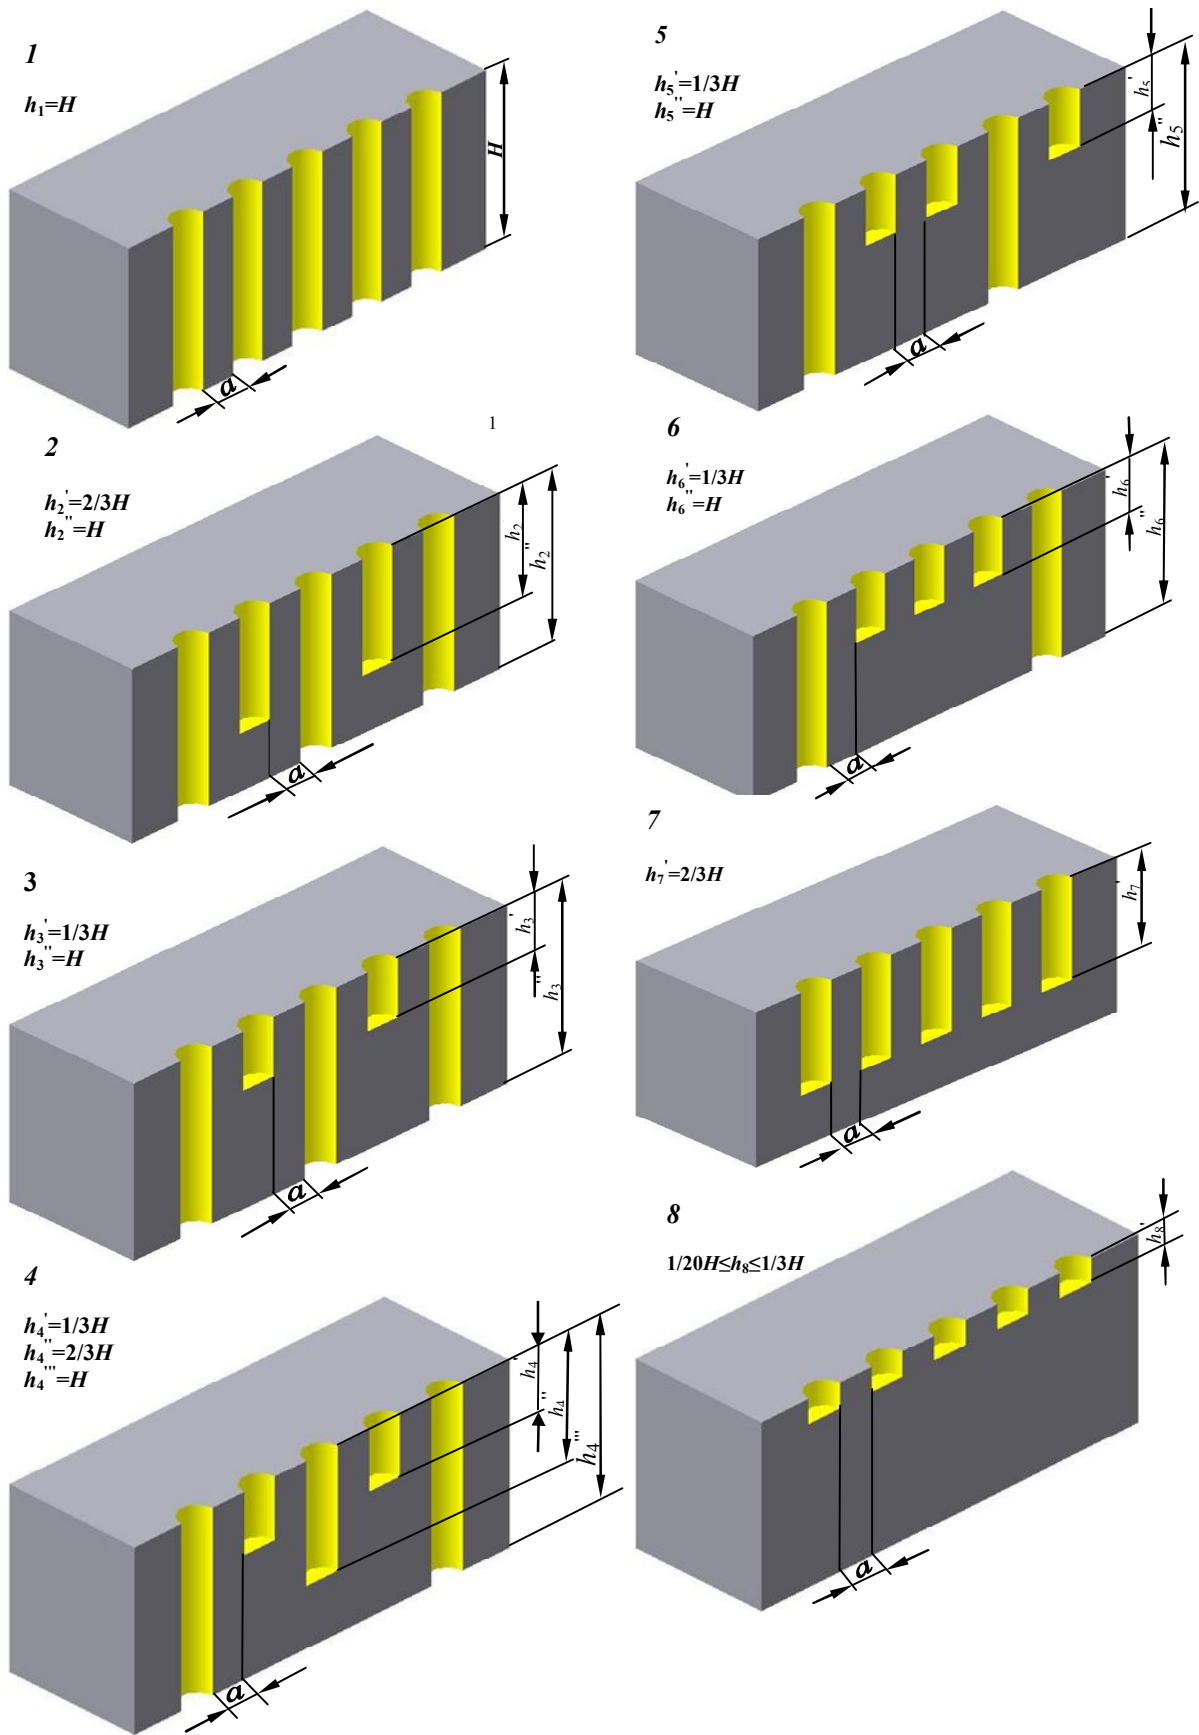 1
h₁=H
H
a
2
h₂'=2/3H
h₂''=H
1
h₂'
h₂''
a
3
h₃'=1/3H
h₃''=H
h₃'
h₃''
a
4
h₄'=1/3H
h₄''=2/3H
h₄'''=H
h₄'
h₄''
h₄'''
a
5
h₅'=1/3H
h₅''=H
h₅'
h₅''
a
6
h₆'=1/3H
h₆''=H
h₆'
h₆''
a
7
h₇'=2/3H
h₇'
a
8
1/20H≤h₈≤1/3H
h₈'
a